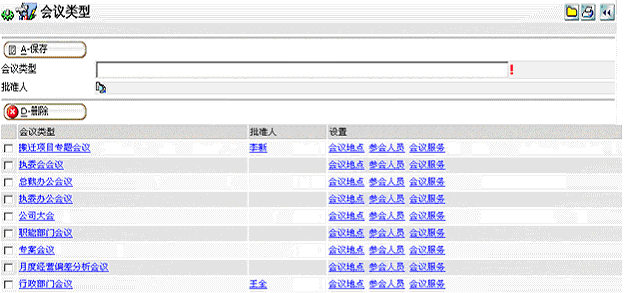 会议类型
A-保存
会议类型 !
批准人
D-删除
会议类型 批准人 设置
搬迁项目专题会议 李新 会议地点 参会人员 会议服务
执委会会议 会议地点 参会人员 会议服务
总裁办公会议 会议地点 参会人员 会议服务
执委办公会议 会议地点 参会人员 会议服务
公司大会 会议地点 参会人员 会议服务
职能部门会议 会议地点 参会人员 会议服务
专案会议 会议地点 参会人员 会议服务
月度经营偏差分析会议 会议地点 参会人员 会议服务
行政部门会议 王全 会议地点 参会人员 会议服务